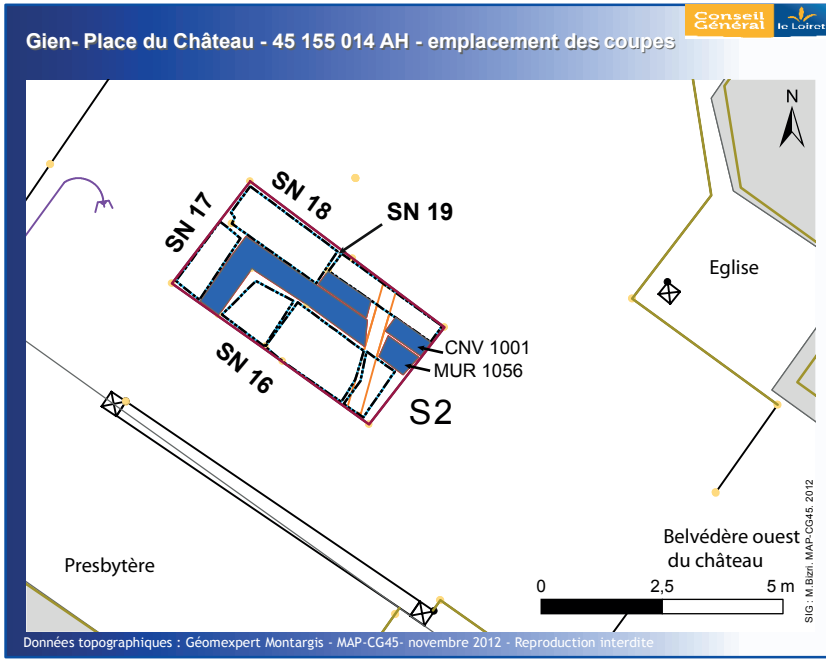 Conseil
Général
le Loiret
Gien- Place du Château - 45 155 014 AH - emplacement des coupes
N
SN 18
SN 17
SN 19
Eglise
CNV 1001
SN 16
MUR 1056
S2
Belvédère ouest
du château
Presbytère
0 2,5 5 m
SIG : M.Bizri. MAP-CG45. 2012
Données topographiques : Géomexpert Montargis - MAP-CG45- novembre 2012 - Reproduction interdite